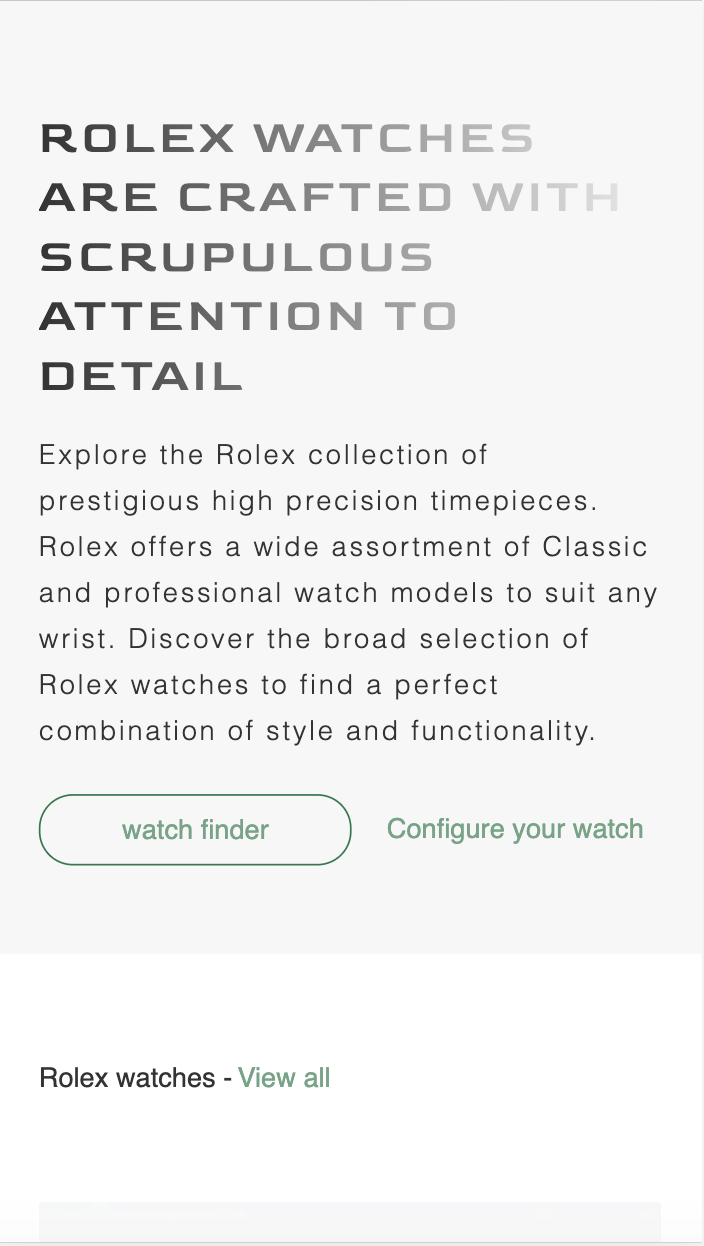 ROLEX WATCHES
ARE CRAFTED WITH
SCRUPULOUS
ATTENTION TO
DETAIL
Explore the Rolex collection of
prestigious high precision timepieces.
Rolex offers a wide assortment of Classic
and professional watch models to suit any
wrist. Discover the broad selection of
Rolex watches to find a perfect
combination of style and functionality.
watch finder
Configure your watch
Rolex watches - View all